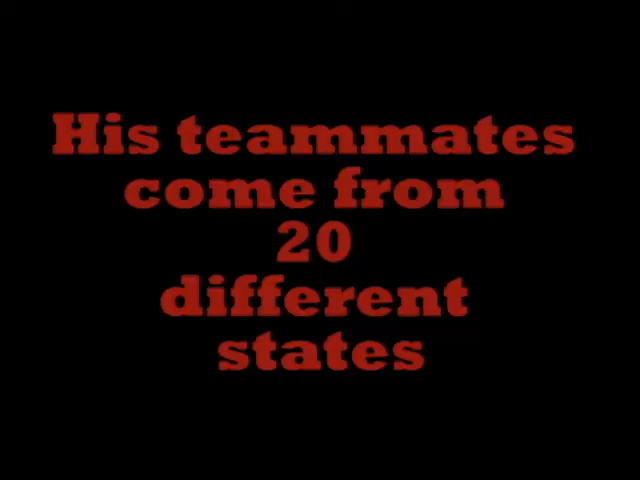 His teammates
come from
20
different
states